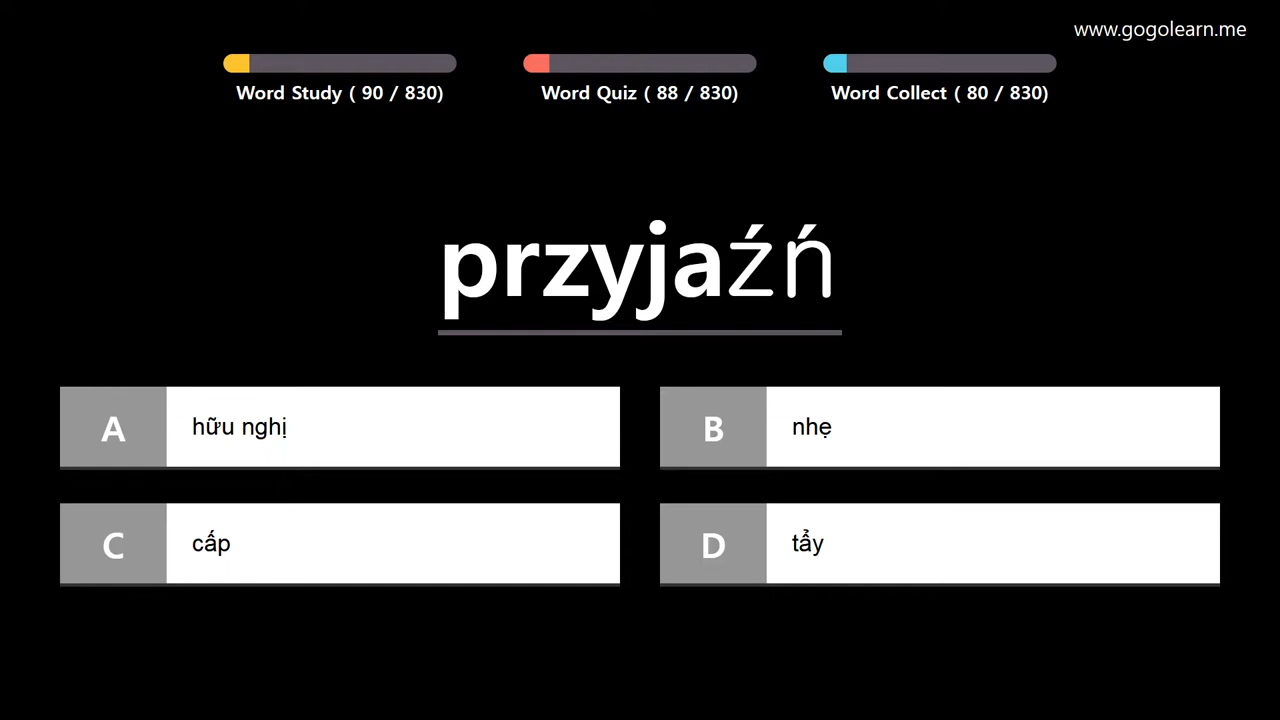 www.gogolearn.me
Word Study ( 90 / 830)
Word Quiz ( 88 / 830)
Word Collect ( 80 / 830)
przyjaźń
A hữu nghị
B nhẹ
C cấp
D tẩy